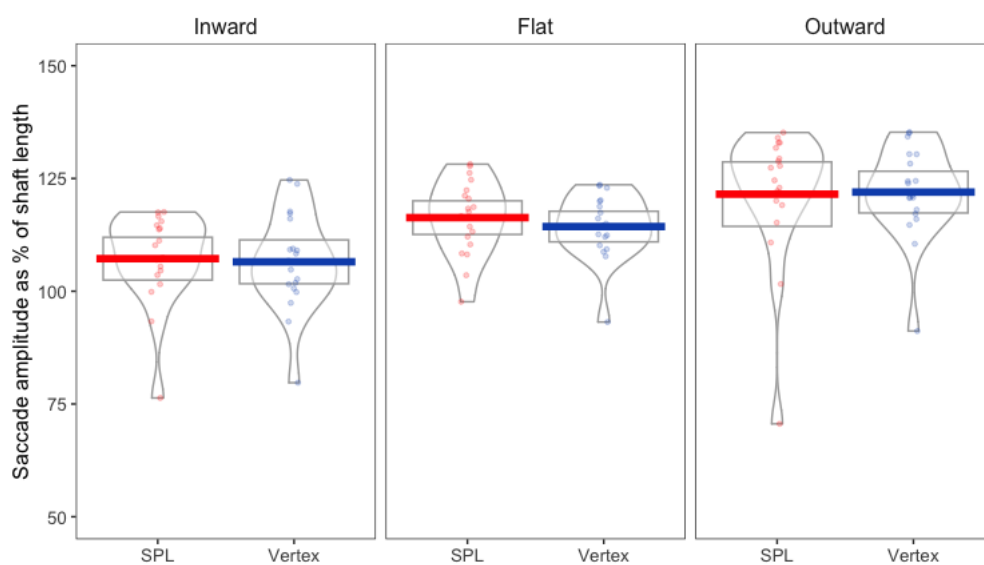 Inward Flat Outward
Saccade amplitude as % of shaft length
150
125
100
75
50
SPL Vertex SPL Vertex SPL Vertex